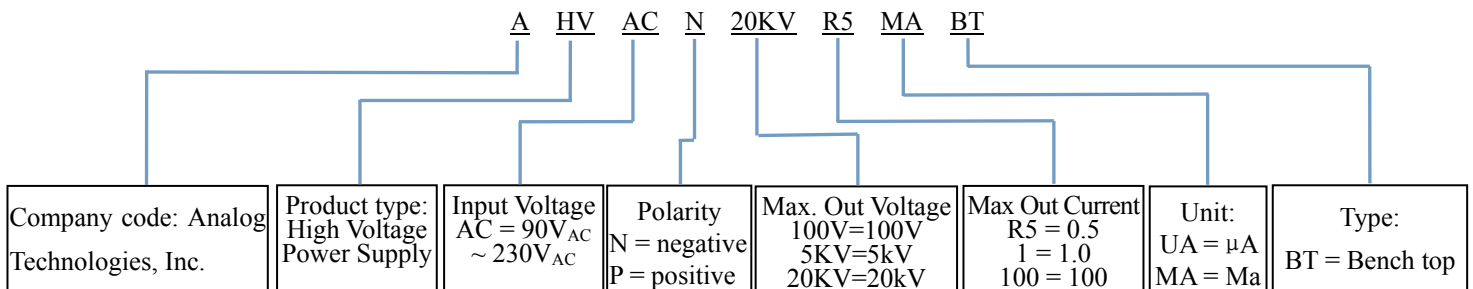 A HV AC N 20KV R5 MA BT
Company code: Analog
Technologies, Inc.
Product type:
High Voltage
Power Supply
Input Voltage
AC = 90VAC
~ 230VAC
Polarity
N = negative
P = positive
Max. Out Voltage
100V=100V
5KV=5kV
20KV=20kV
Max Out Current
R5 = 0.5
1 = 1.0
100 = 100
Unit:
UA = μA
MA = Ma
Type:
BT = Bench top